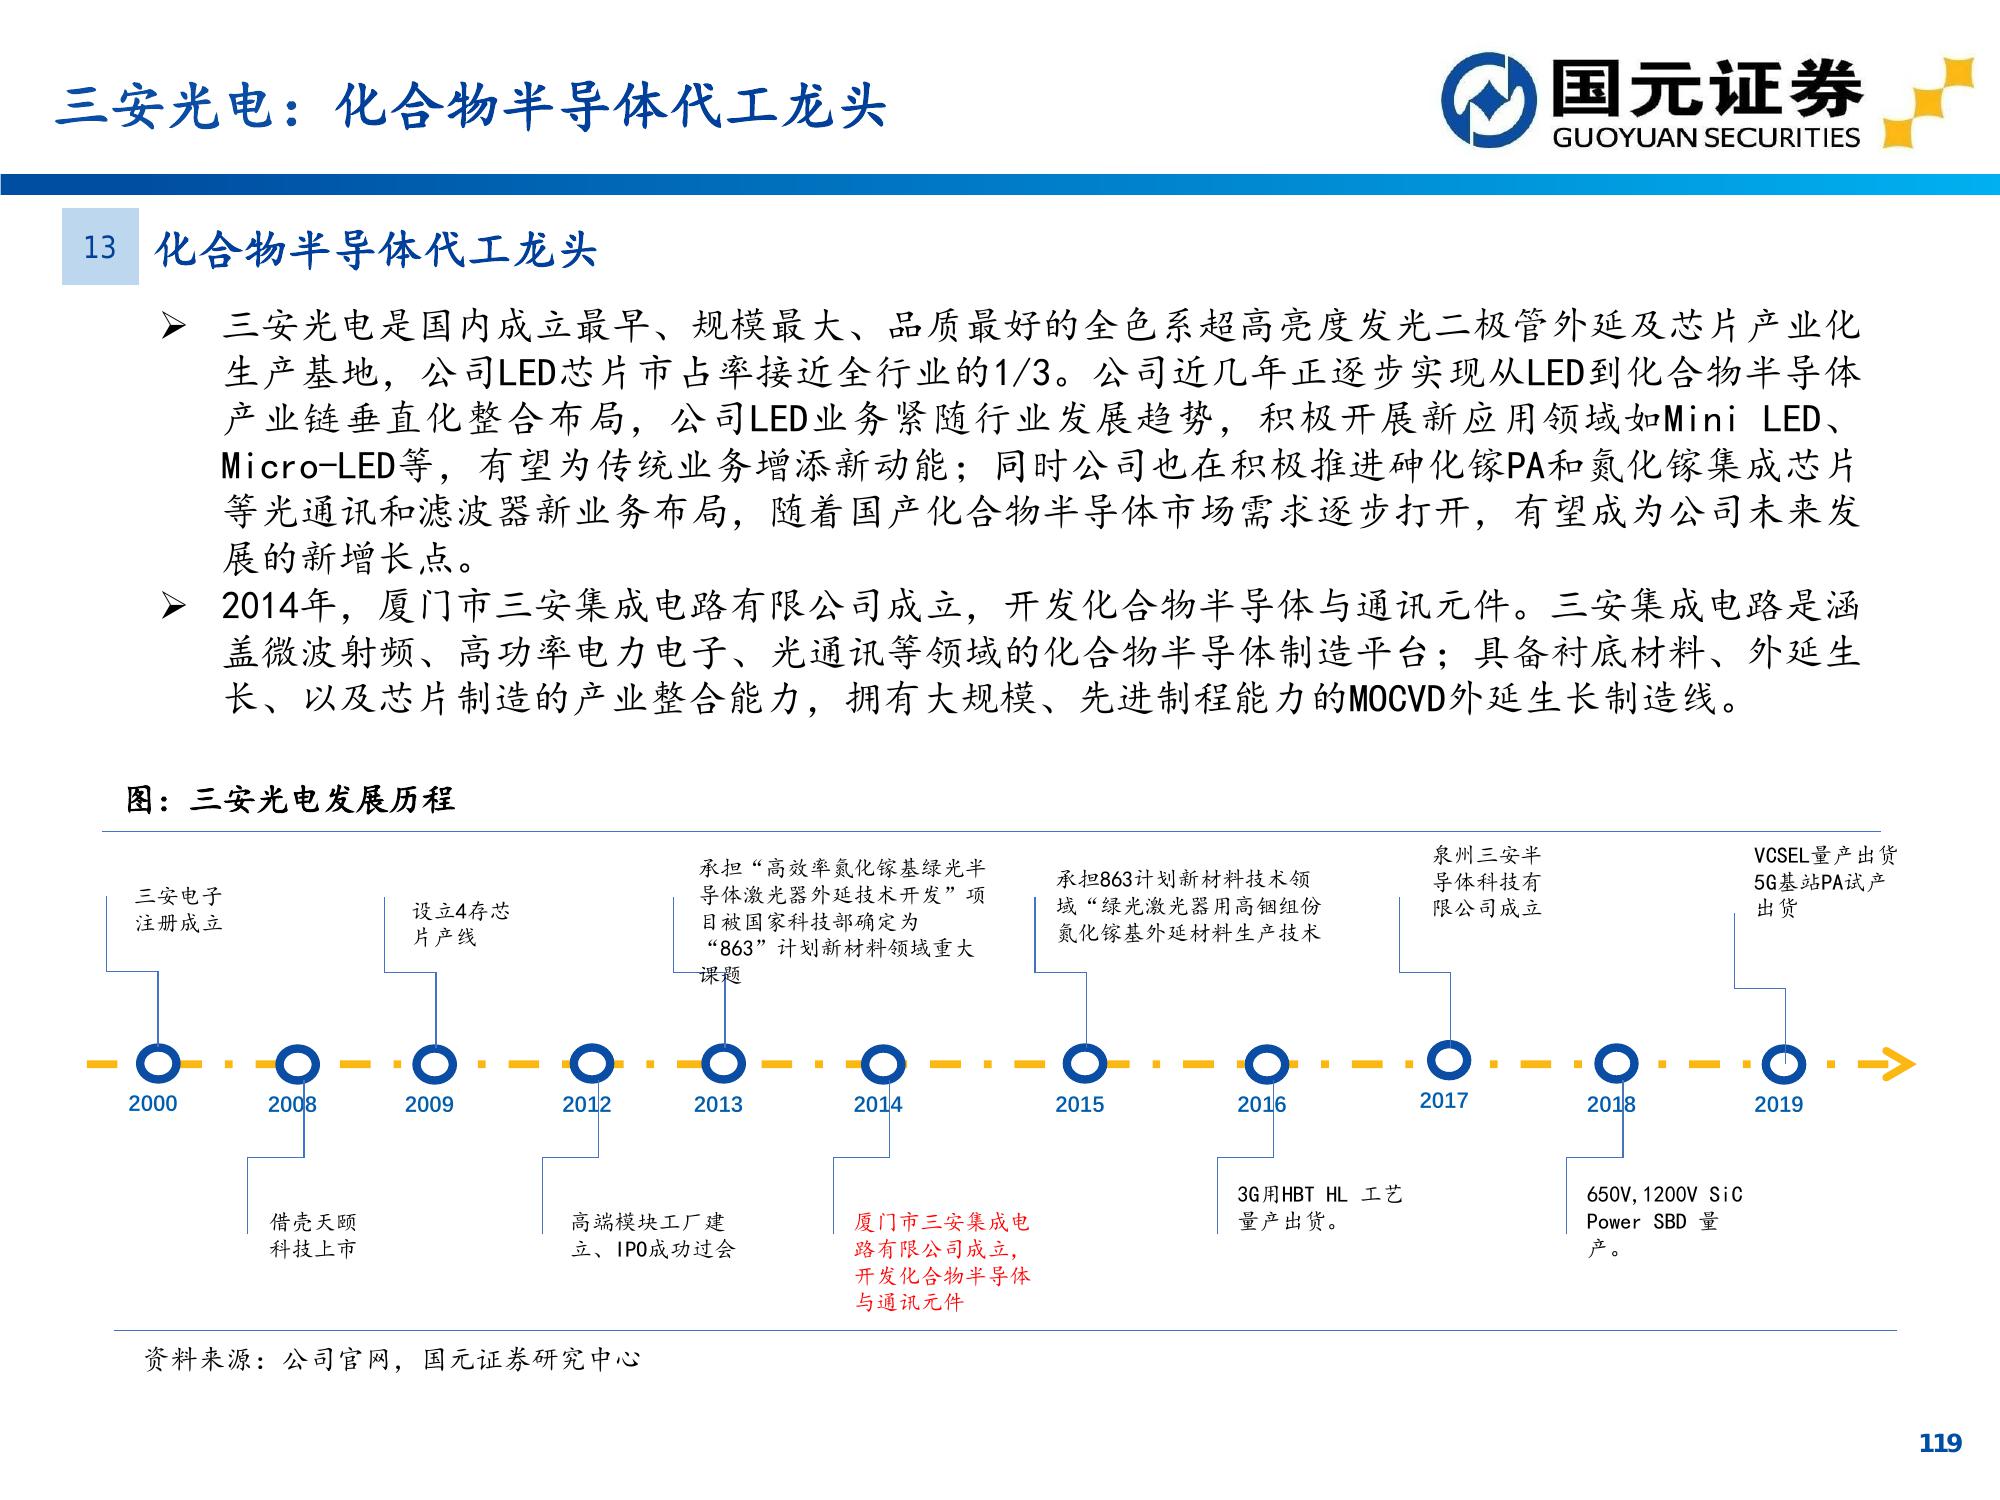 三安光电：化合物半导体代工龙头
国元证券
GUOYUAN SECURITIES
13
化合物半导体代工龙头
➢ 三安光电是国内成立最早、规模最大、品质最好的全色系超高亮度发光二极管外延及芯片产业化
生产基地，公司LED芯片市占率接近全行业的1/3。公司近几年正逐步实现从LED到化合物半导体
产业链垂直化整合布局，公司LED业务紧随行业发展趋势，积极开展新应用领域如Mini LED、
Micro-LED等，有望为传统业务增添新动能；同时公司也在积极推进砷化镓PA和氮化镓集成芯片
等光通讯和滤波器新业务布局，随着国产化合物半导体市场需求逐步打开，有望成为公司未来发
展的新增长点。
➢ 2014年，厦门市三安集成电路有限公司成立，开发化合物半导体与通讯元件。三安集成电路是涵
盖微波射频、高功率电力电子、光通讯等领域的化合物半导体制造平台；具备衬底材料、外延生
长、以及芯片制造的产业整合能力，拥有大规模、先进制程能力的MOCVD外延生长制造线。
图：三安光电发展历程
三安电子
注册成立
设立4存芯
片产线
承担“高效率氮化镓基绿光半
导体激光器外延技术开发”项
目被国家科技部确定为
“863”计划新材料领域重大
课题
承担863计划新材料技术领
域“绿光激光器用高铟组份
氮化镓基外延材料生产技术
泉州三安半
导体科技有
限公司成立
VCSEL量产出货
5G基站PA试产
出货
2000
2008
2009
2012
2013
2014
2015
2016
2017
2018
2019
借壳天颐
科技上市
高端模块工厂建
立、IPO成功过会
厦门市三安集成电
路有限公司成立，
开发化合物半导体
与通讯元件
3G用HBT HL 工艺
量产出货。
650V,1200V SiC
Power SBD 量
产。
资料来源：公司官网，国元证券研究中心
119